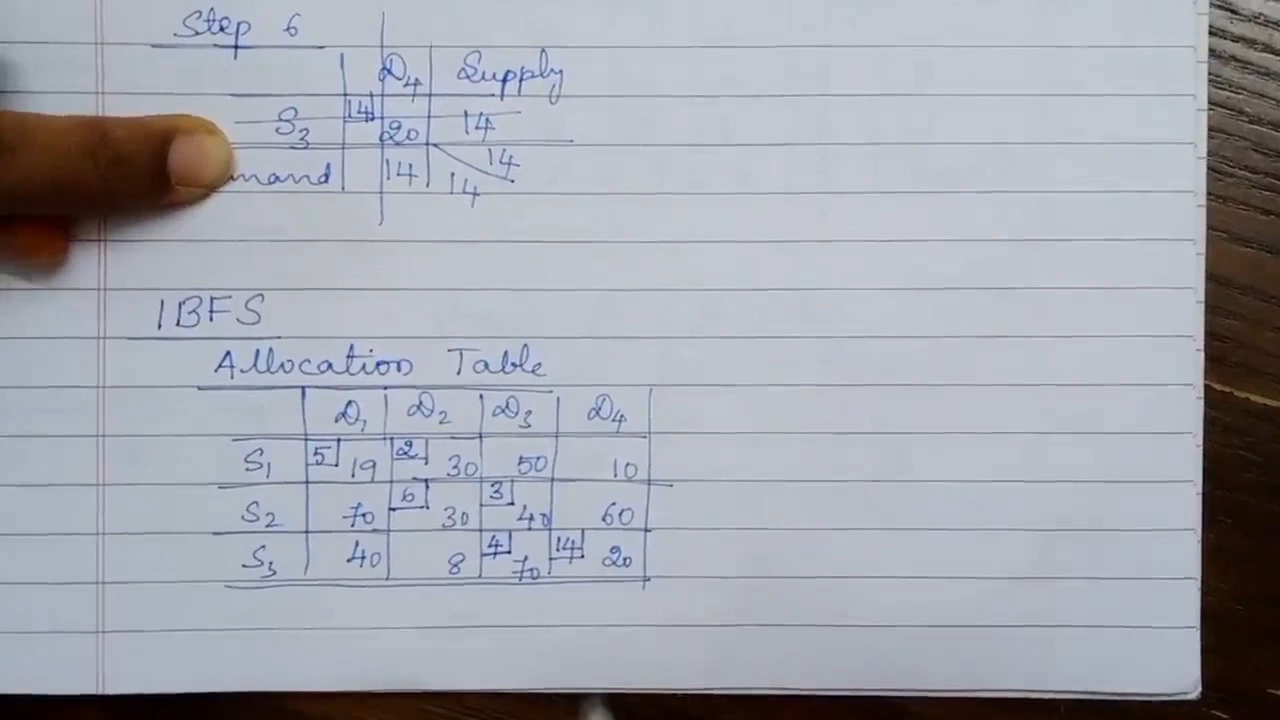 Step 6
D4 Supply
S3 14 20 14
mand 14 14 14
IBFS
Allocation Table
D1 D2 D3 D4
S1 5 19 2 30 50 10
S2 70 6 30 3 40 60
S3 40 8 4 70 14 20